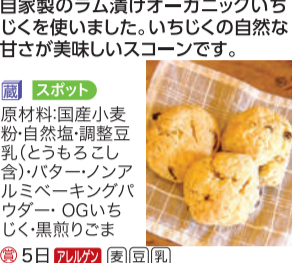 自家製のラム漬けオーガニックいち
じくを使いました。いちじくの自然な
甘さが美味しいスコーンです。
蔵 スポット
原材料:国産小麦
粉・自然塩・調整豆
乳(とうもろこし
含)・バター・ノンア
ルミベーキングパ
ウダー・OGいち
じく・黒煎りごま
賞 5日 アレルゲン 麦 豆 乳